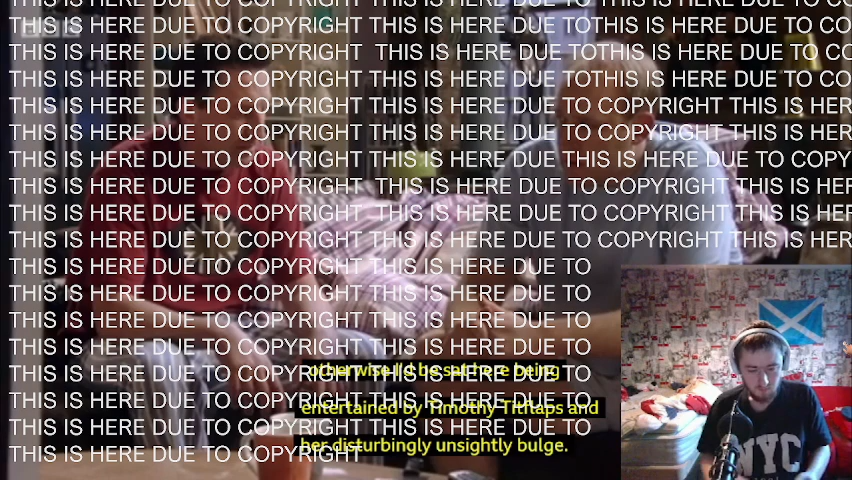 THIS IS HERE DUE TO COPYRIGHT THIS IS HERE DUE TO THIS IS HERE DUE TO CO
THIS IS HERE DUE TO COPYRIGHT THIS IS HERE DUE TOTHIS IS HERE DUE TO CO
THIS IS HERE DUE TO COPYRIGHT THIS IS HERE DUE TOTHIS IS HERE DUE TO CO
THIS IS HERE DUE TO COPYRIGHT THIS IS HERE DUE TOTHIS IS HERE DUE TO CO
THIS IS HERE DUE TO COPYRIGHT THIS IS HERE DUE TO COPYRIGHT THIS IS HER
THIS IS HERE DUE TO COPYRIGHT THIS IS HERE DUE TO COPYRIGHT THIS IS HERE
THIS IS HERE DUE TO COPYRIGHT THIS IS HERE DUE THIS IS HERE DUE TO COPY
THIS IS HERE DUE TO COPYRIGHT THIS IS HERE DUE TO COPYRIGHT THIS IS HER
THIS IS HERE DUE TO COPYRIGHT THIS IS HERE DUE TO COPYRIGHT THIS IS HERE
THIS IS HERE DUE TO COPYRIGHT THIS IS HERE DUE TO COPYRIGHT THIS IS HER
THIS IS HERE DUE TO COPYRIGHT THIS IS HERE DUE TO
THIS IS HERE DUE TO COPYRIGHT THIS IS HERE DUE TO
THIS IS HERE DUE TO COPYRIGHT THIS IS HERE DUE TO
THIS IS HERE DUE TO COPYRIGHT THIS IS HERE DUE TO
THIS IS HERE DUE TO COPYRIGHT THIS IS HERE DUE TO
THIS IS HERE DUE TO COPYRIGHT THIS IS HERE DUE TO
THIS IS HERE DUE TO COPYRIGHT THIS IS HERE DUE TO
THIS IS HERE DUE TO COPYRIGHT
otherwise I'd be sat here being
entertained by Timothy Titflaps and
her disturbingly unsightly bulge.
NYC